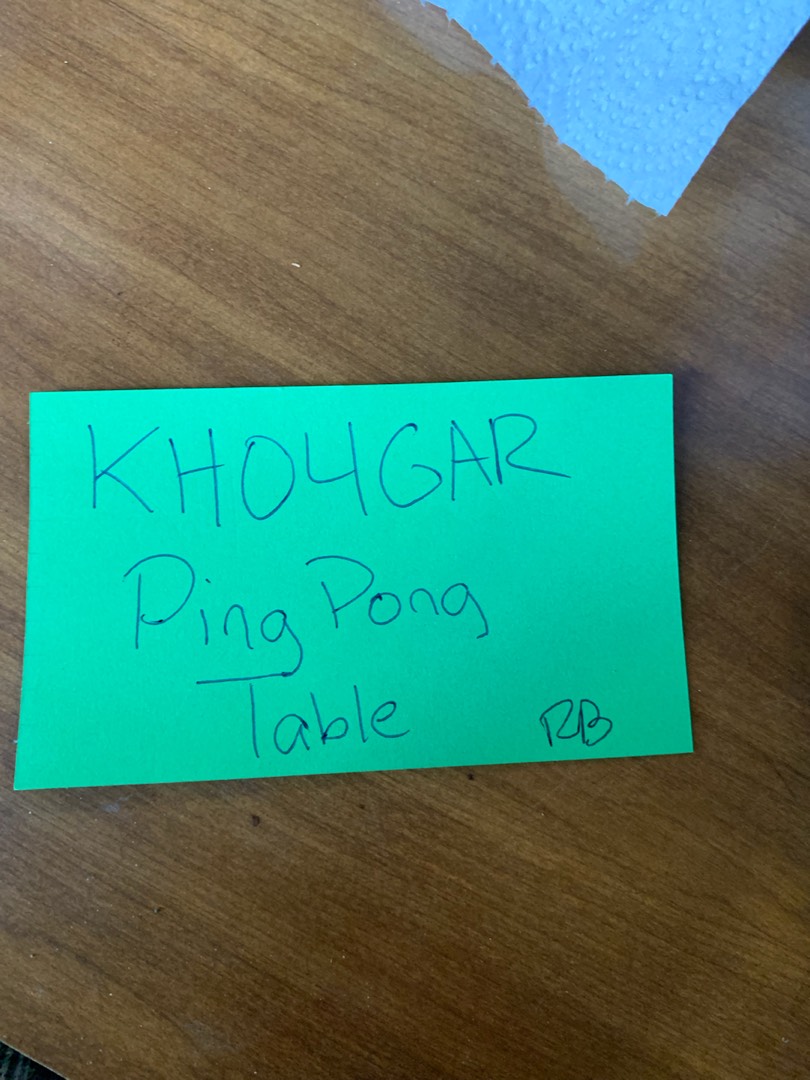 KHO4GAR
Ping Pong
Table
RB